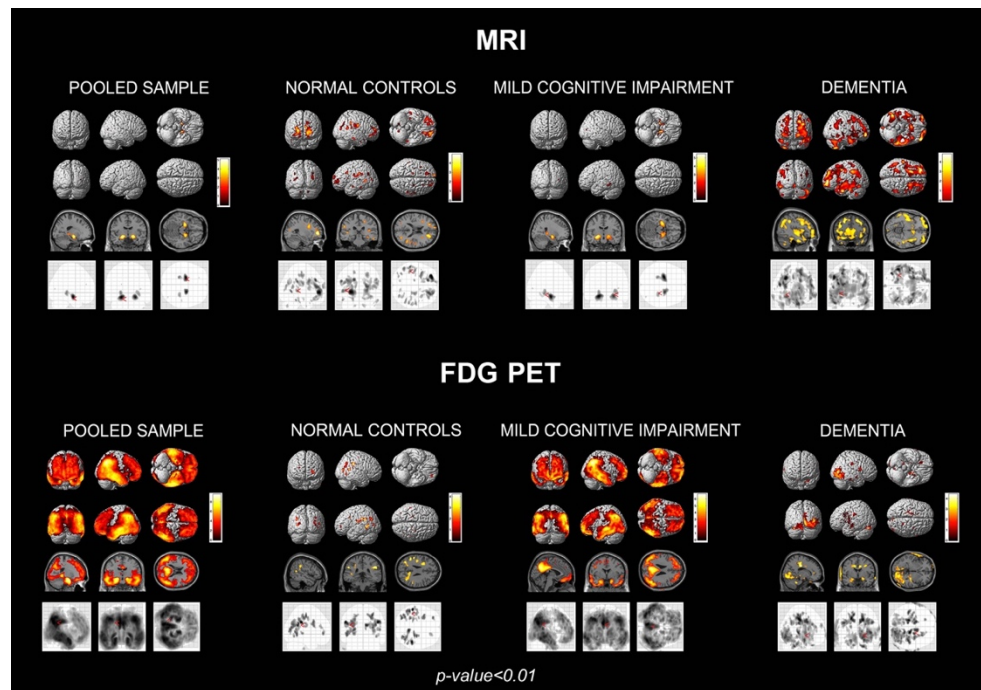 MRI
POOLED SAMPLE
NORMAL CONTROLS
MILD COGNITIVE IMPAIRMENT
DEMENTIA
FDG PET
POOLED SAMPLE
NORMAL CONTROLS
MILD COGNITIVE IMPAIRMENT
DEMENTIA
p-value<0.01